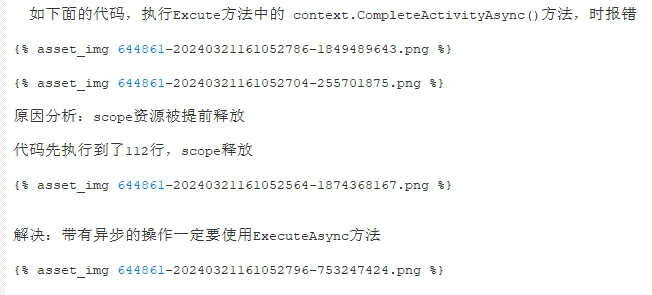 如下面的代码，执行Excute方法中的 context.CompleteActivityAsync()方法，时报错
{% asset_img 644861-20240321161052786-1849489643.png %}
{% asset_img 644861-20240321161052704-255701875.png %}
原因分析：scope资源被提前释放
代码先执行到了112行，scope释放
{% asset_img 644861-20240321161052564-1874368167.png %}
解决：带有异步的操作一定要使用ExecuteAsync方法
{% asset_img 644861-20240321161052796-753247424.png %}